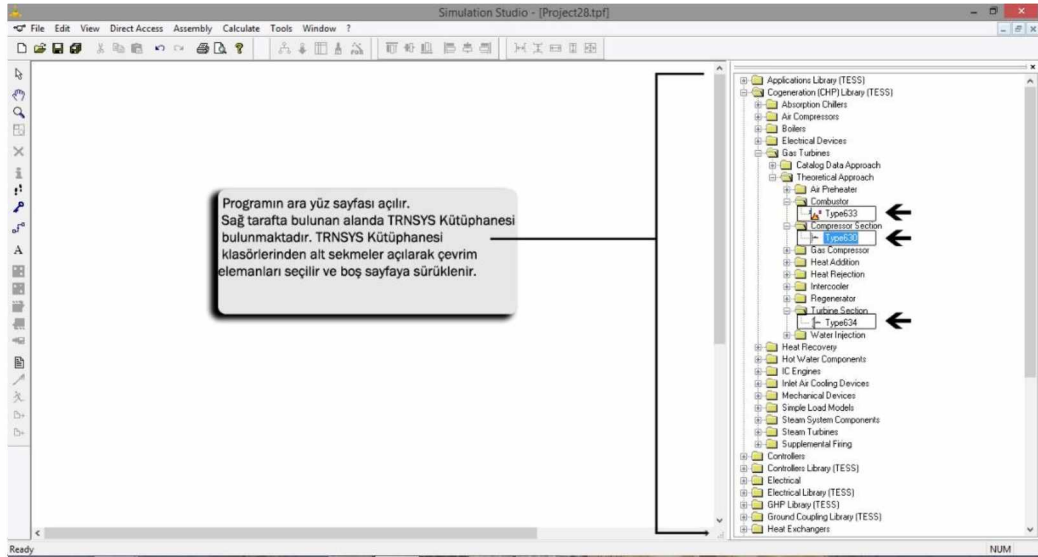 Simulation Studio - [Project28.tpf]
File Edit View Direct Access Assembly Calculate Tools Window ?
Programın ara yüz sayfası açılır.
Sağ tarafta bulunan alanda TRNSYS Kütüphanesi
bulunmaktadır. TRNSYS Kütüphanesi
klasörlerinden alt sekmeler açılarak çevrim
elemanları seçilir ve boş sayfaya sürüklenir.
Applications Library (TESS)
Cogeneration (CHP) Library (TESS)
Absorption Chillers
Air Compressors
Boilers
Electrical Devices
Gas Turbines
Catalog Data Approach
Theoretical Approach
Air Preheater
Combustor
Type633
Compressor Section
Type630
Gas Compressor
Heat Addition
Heat Rejection
Intercooler
Regenerator
Turbine Section
Type634
Water Injection
Heat Recovery
Hot Water Components
IC Engines
Inlet Air Cooling Devices
Mechanical Devices
Simple Load Models
Steam System Components
Steam Turbines
Supplemental Firing
Controllers
Controllers Library (TESS)
Electrical
Electrical Library (TESS)
GHP Library (TESS)
Ground Coupling Library (TESS)
Heat Exchangers
Ready
NUM